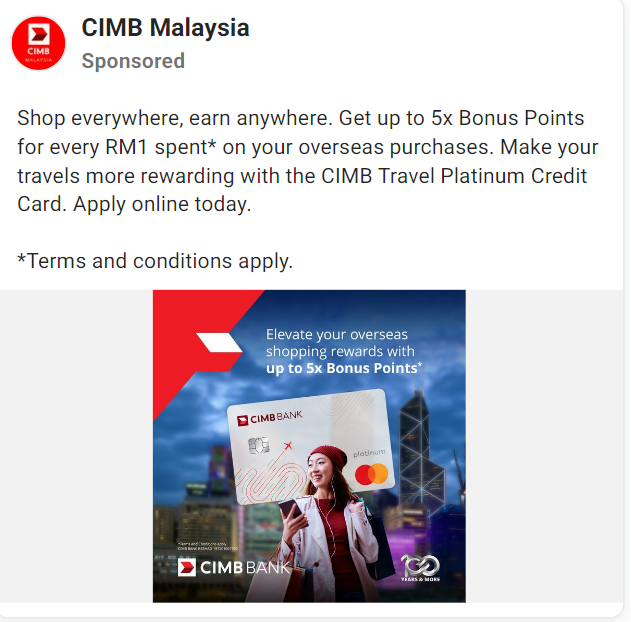 CIMB
MALAYSIA
CIMB Malaysia
Sponsored
Shop everywhere, earn anywhere. Get up to 5x Bonus Points
for every RM1 spent* on your overseas purchases. Make your
travels more rewarding with the CIMB Travel Platinum Credit
Card. Apply online today.
*Terms and conditions apply.
Elevate your overseas
shopping rewards with
up to 5x Bonus Points*
CIMB BANK
platinum
*Terms and Conditions apply.
CIMB BANK BERHAD
CIMB BANK
100
YEARS & MORE